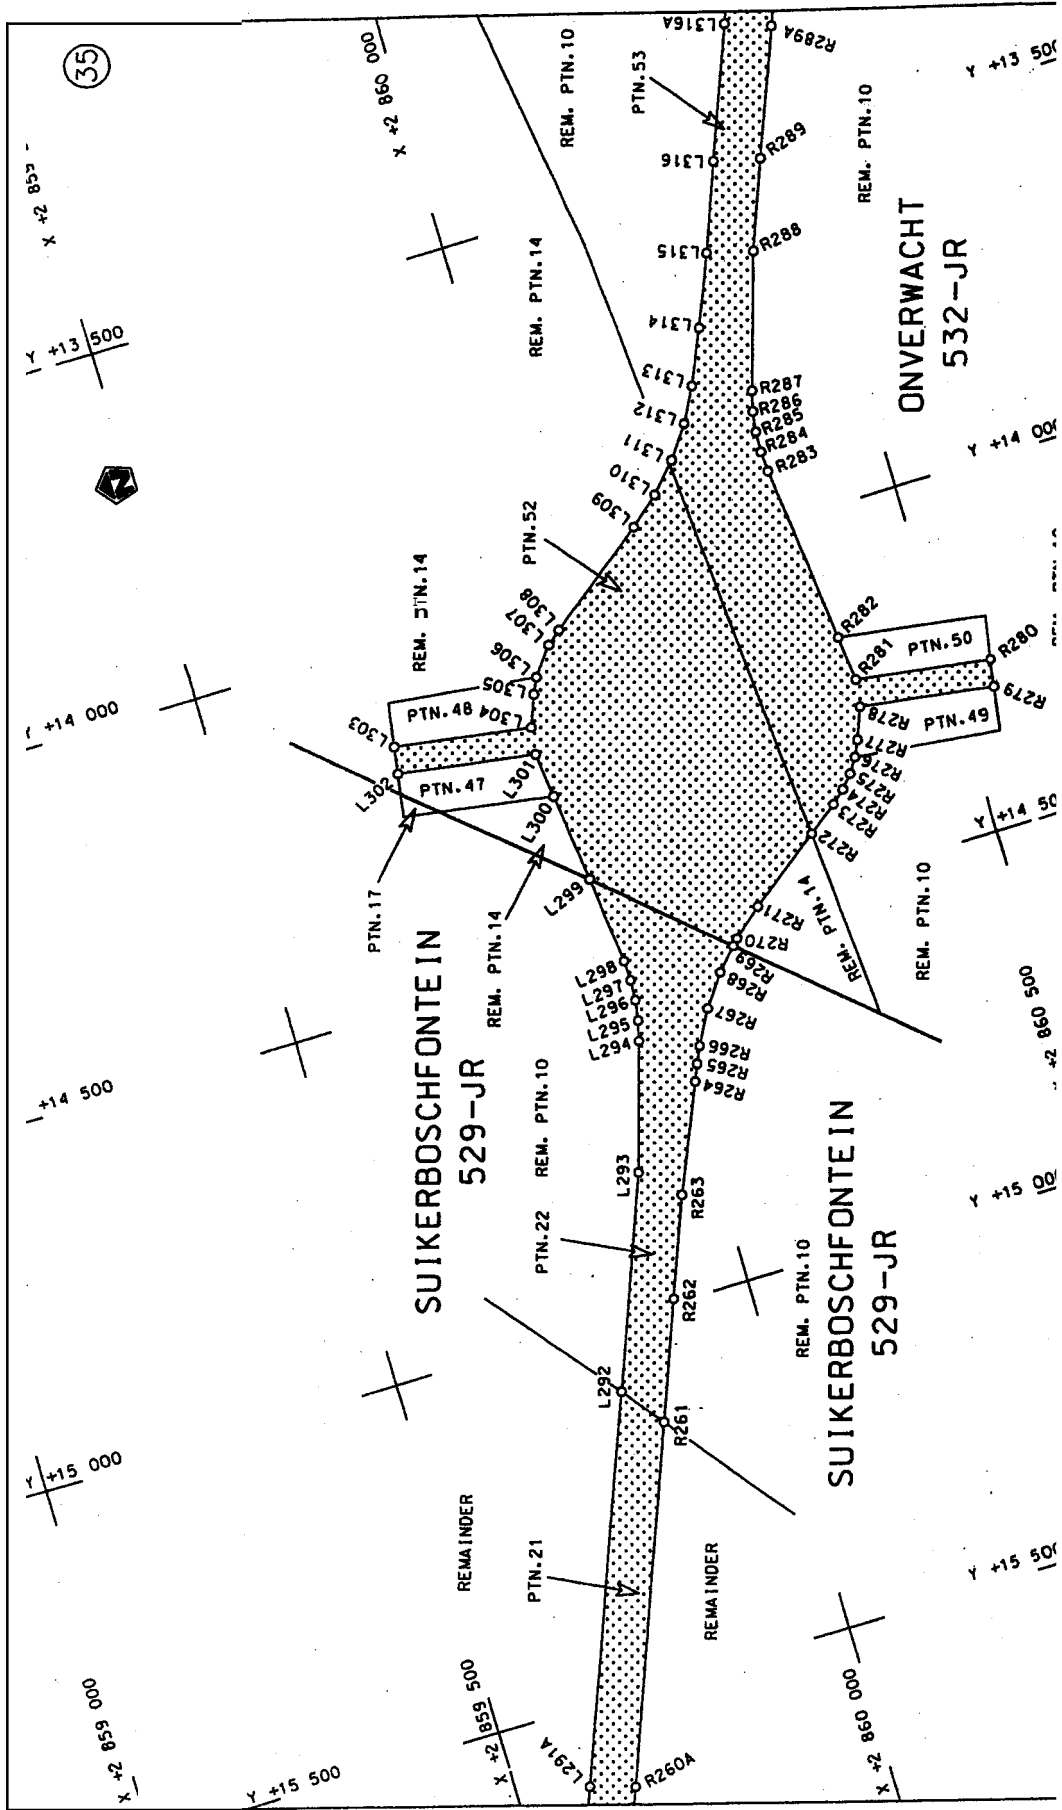 35
X +2 859
X +2 860 000
REM. PTN.10
PTN.53
L316A
R289A
Y +13 500
REM. PTN.10
L316
R289
REM. PTN.14
L315
R288
ONVERWACHT
532-JR
Y +13 500
L314
L313
L312
L311
L310
L309
R287
R286
R285
R284
R283
Y +14 000
PTN.52
REM. PTN.14
L308
L307
L306
L305
L304
L303
PTN.48
Y +14 000
R282
R281
PTN.50
R280
R279
R278
PTN.49
R277
R276
R275
R274
R273
R272
L302
PTN.47
L301
L300
PTN.17
REM. PTN.14
L299
Y +14 50
R271
R270
R269
R268
R267
R266
R265
R264
REM. PTN.14
REM. PTN.10
L298
L297
L296
L295
L294
SUIKERBOSCHFONTEIN
529-JR
+14 500
REM. PTN.10
PTN.22
L293
R263
+2 860 500
Y +15 00
R262
REM. PTN.10
SUIKERBOSCHFONTEIN
529-JR
L292
R261
Y +15 000
REMAINDER
PTN.21
REMAINDER
Y +15 50
X +2 859 000
Y +15 500
X +2 859 500
L291A
R260A
X +2 860 000